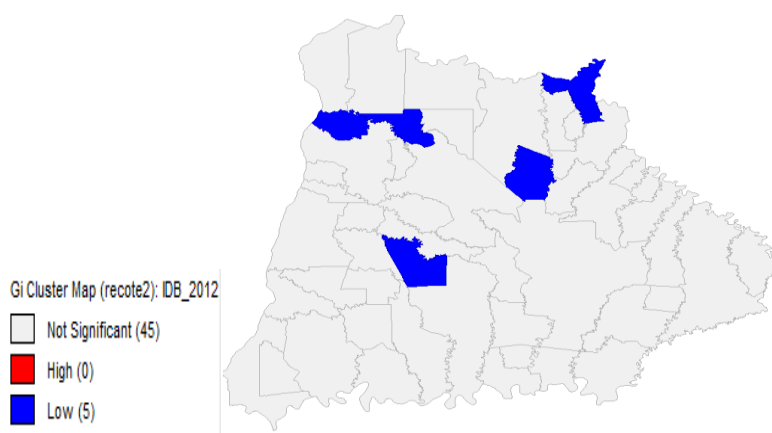 Gi Cluster Map (recote2): IDB_2012
Not Significant (45)
High (0)
Low (5)